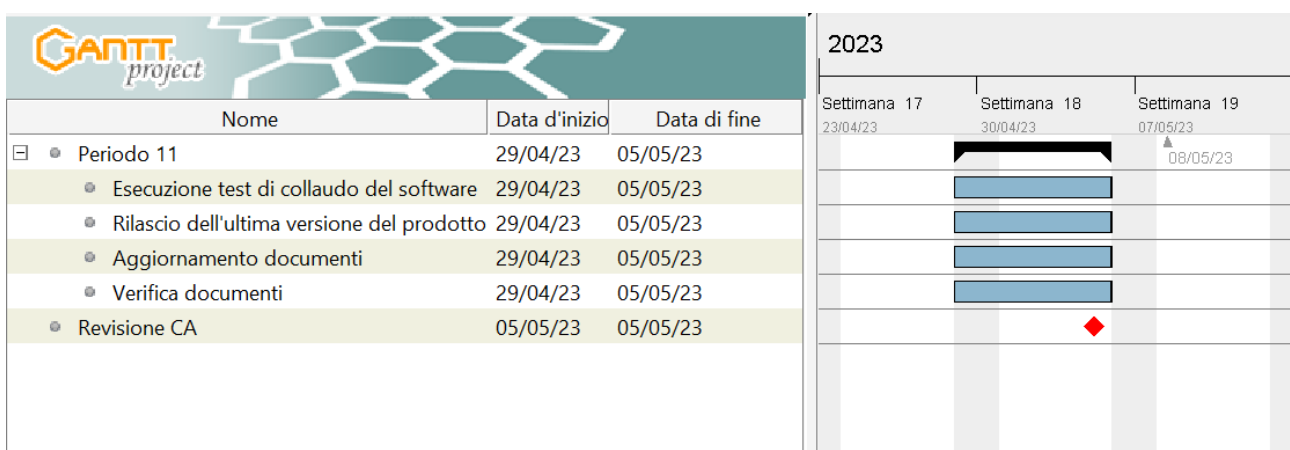 GANTT
project
2023
Settimana 17 Settimana 18 Settimana 19
23/04/23 30/04/23 07/05/23
08/05/23
Nome Data d'inizio Data di fine
Periodo 11 29/04/23 05/05/23
Esecuzione test di collaudo del software 29/04/23 05/05/23
Rilascio dell'ultima versione del prodotto 29/04/23 05/05/23
Aggiornamento documenti 29/04/23 05/05/23
Verifica documenti 29/04/23 05/05/23
Revisione CA 05/05/23 05/05/23